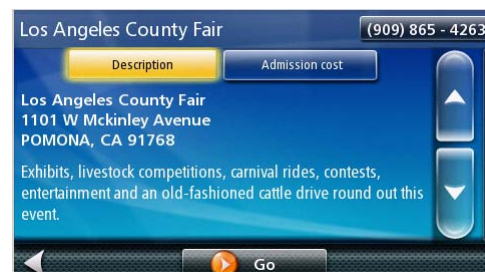 Los Angeles County Fair (909) 865 - 4263
Description Admission cost
Los Angeles County Fair
1101 W Mckinley Avenue
POMONA, CA 91768
Exhibits, livestock competitions, carnival rides, contests,
entertainment and an old-fashioned cattle drive round out this
event.
Go